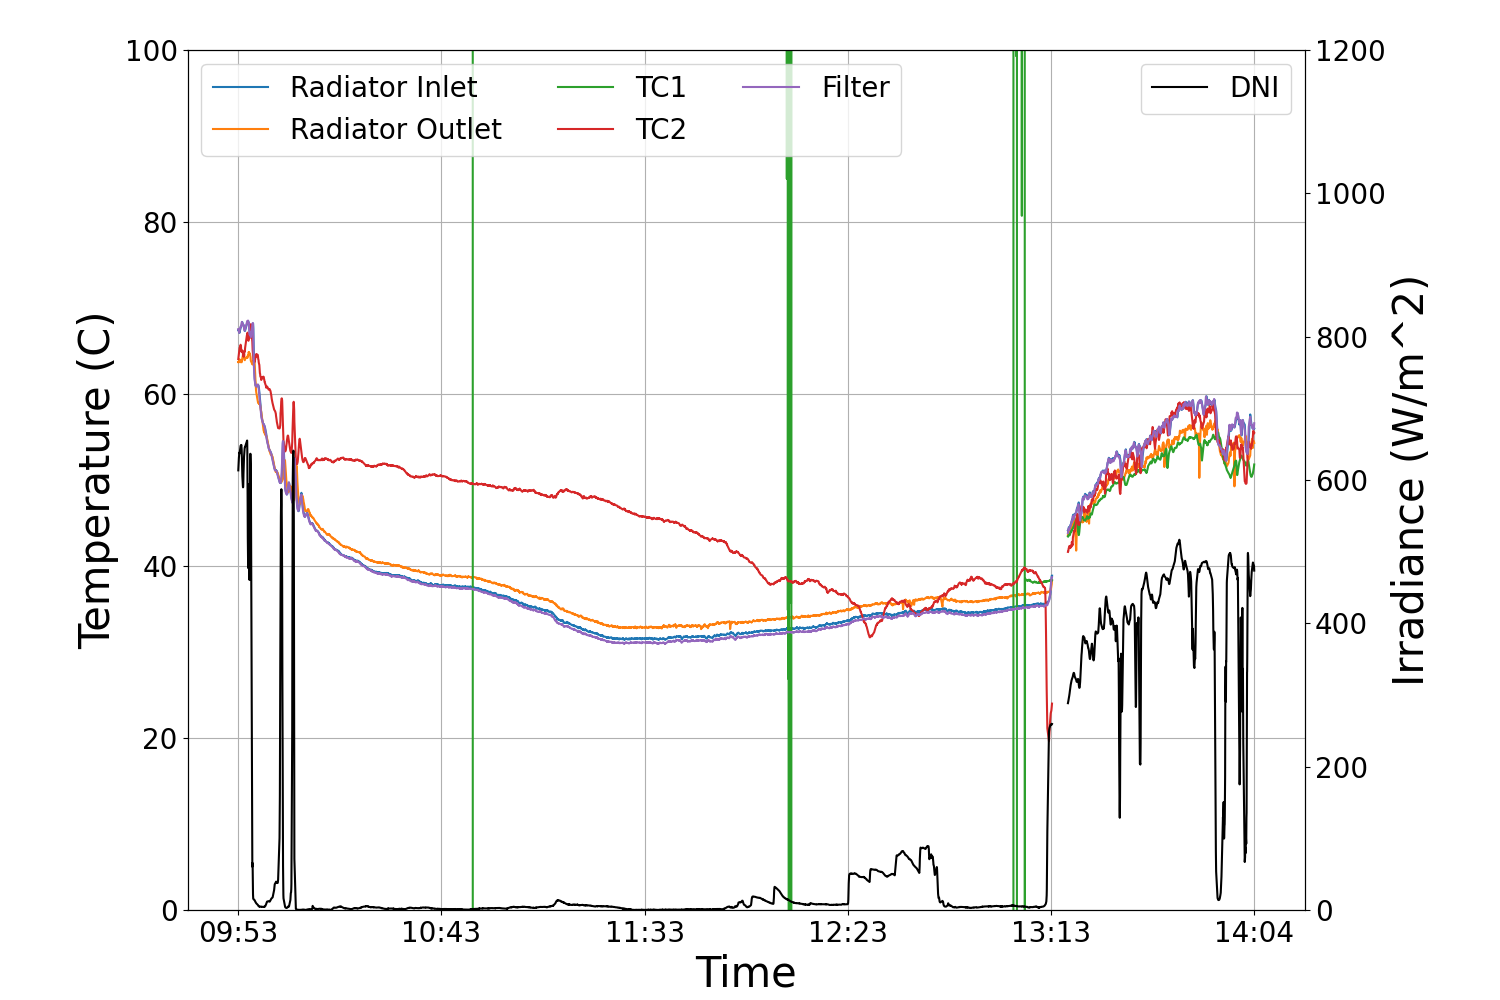 100
80
60
40
20
0
Temperature (C)
Radiator Inlet
Radiator Outlet
TC1
TC2
Filter
DNI
1200
1000
800
600
400
200
0
Irradiance (W/m^2)
09:53 10:43 11:33 12:23 13:13 14:04
Time